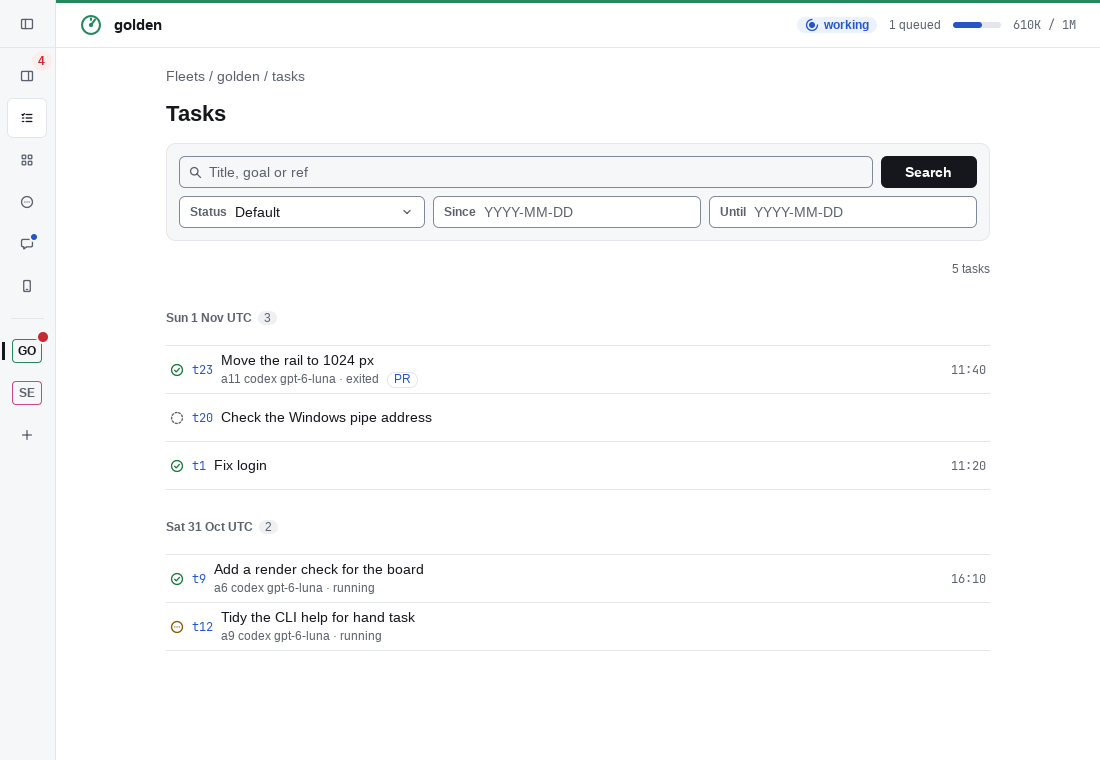 golden
working
1 queued
610K / 1M
4
GO
SE
Fleets / golden / tasks
Tasks
Title, goal or ref
Search
Status Default
Since YYYY-MM-DD
Until YYYY-MM-DD
5 tasks
Sun 1 Nov UTC 3
t23 Move the rail to 1024 px 11:40
a11 codex gpt-6-luna · exited PR
t20 Check the Windows pipe address
t1 Fix login 11:20
Sat 31 Oct UTC 2
t9 Add a render check for the board 16:10
a6 codex gpt-6-luna · running
t12 Tidy the CLI help for hand task
a9 codex gpt-6-luna · running